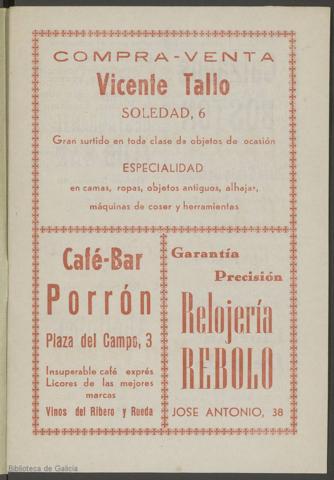 COMPRA-VENTA
Vicente Tallo
SOLEDAD, 6
Gran surtido en toda clase de objetos de ocasión
ESPECIALIDAD
en camas, ropas, objetos antiguos, alhajas,
máquinas de coser y herramientas
Café-Bar
Porrón
Plaza del Campo, 3
Insuperable café exprés
Licores de las mejores
marcas
Vinos del Ribero y Rueda
Garantía
Precisión
Relojería
REBOLO
JOSE ANTONIO, 38
Biblioteca de Galicia